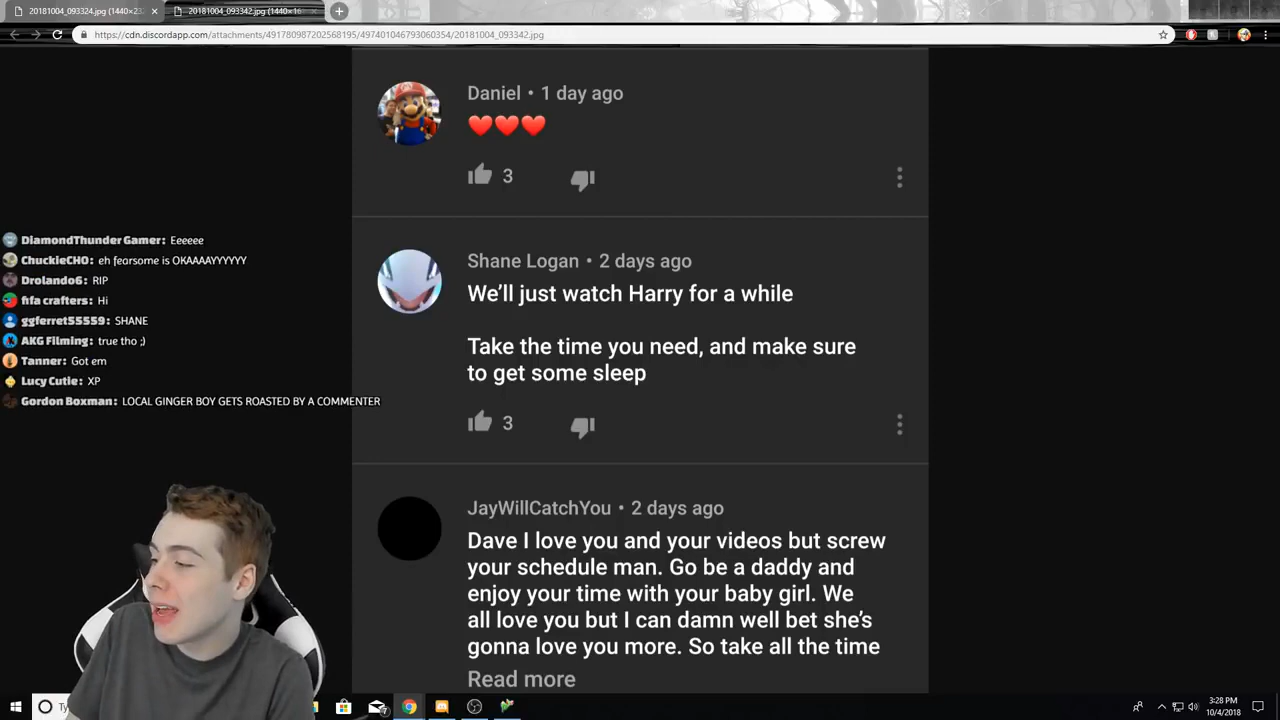 20181004_093324.jpg (1440×23
20181004_093342.jpg (1440×16
https://cdn.discordapp.com/attachments/491780987202568195/497401046793060354/20181004_093342.jpg
Daniel • 1 day ago
❤️❤️❤️
3
Shane Logan • 2 days ago
We’ll just watch Harry for a while
Take the time you need, and make sure
to get some sleep
3
JayWillCatchYou • 2 days ago
Dave I love you and your videos but screw
your schedule man. Go be a daddy and
enjoy your time with your baby girl. We
all love you but I can damn well bet she’s
gonna love you more. So take all the time
Read more
DiamondThunder Gamer: Eeeeee
ChuckieCHO: eh fearsome is OKAAAAYYYYYY
Drolando6: RIP
fifa crafters: Hi
ggferret55559: SHANE
AKG Filming: true tho ;)
Tanner: Got em
Lucy Cutie: XP
Gordon Boxman: LOCAL GINGER BOY GETS ROASTED BY A COMMENTER
Ty
3:28 PM
10/4/2018